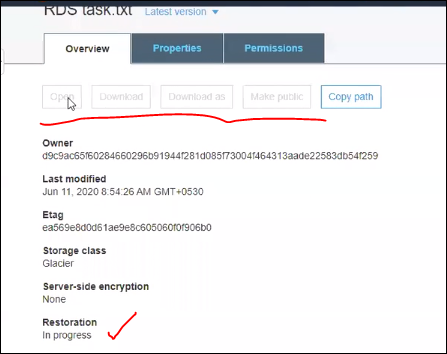 RDS task.txt Latest version
Overview Properties Permissions
Open Download Download as Make public Copy path
Owner
d9c9ac65f60284660296b91944f281d085f73004f464313aade22583db54f259
Last modified
Jun 11, 2020 8:54:26 AM GMT+0530
Etag
ea569e8d0d61ae9e8c605060f0f906b0
Storage class
Glacier
Server-side encryption
None
Restoration
In progress